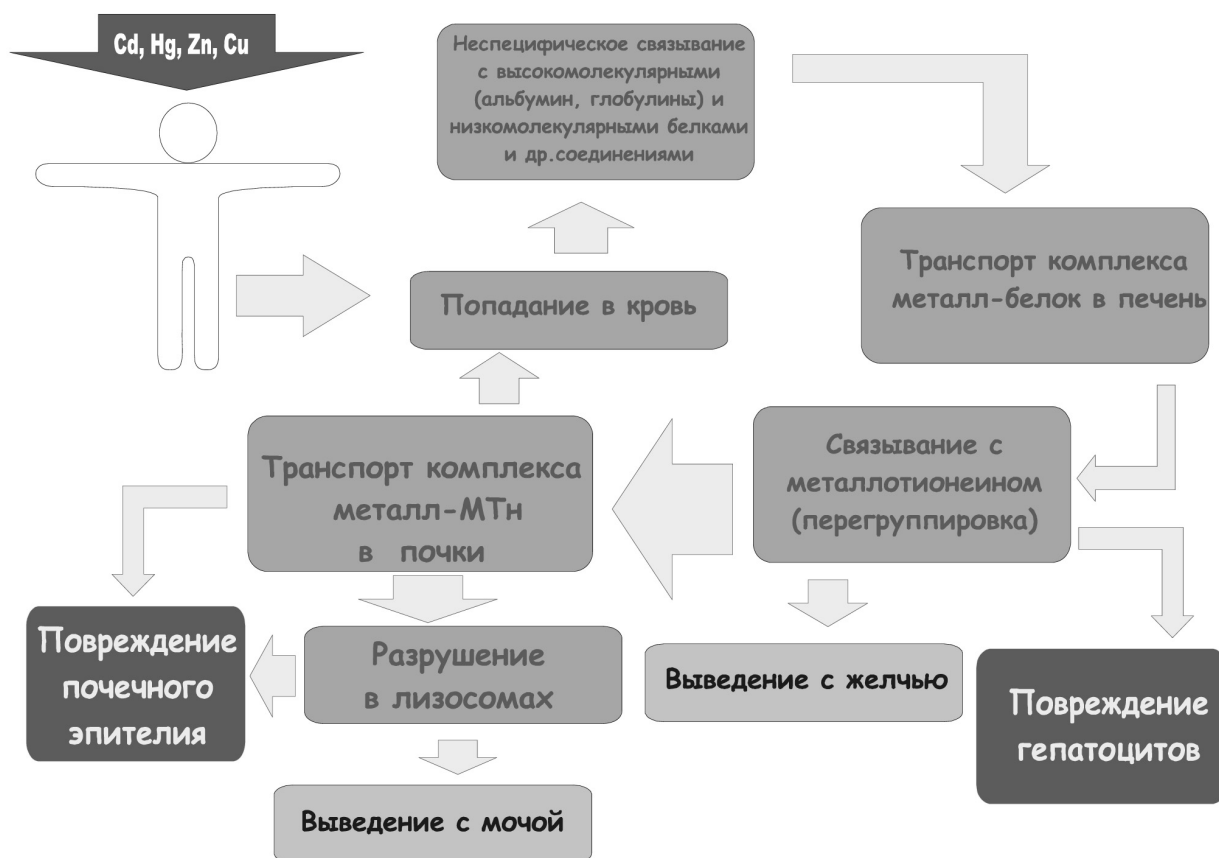 Cd, Hg, Zn, Cu
Неспецифическое связывание
с высокомолекулярными
(альбумин, глобулины) и
низкомолекулярными белками
и др.соединениями
Транспорт комплекса
металл-белок в печень
Попадание в кровь
Связывание с
металлотионеином
(перегруппировка)
Транспорт комплекса
металл-МТн
в почки
Повреждение
почечного
эпителия
Разрушение
в лизосомах
Выведение с желчью
Повреждение
гепатоцитов
Выведение с мочой